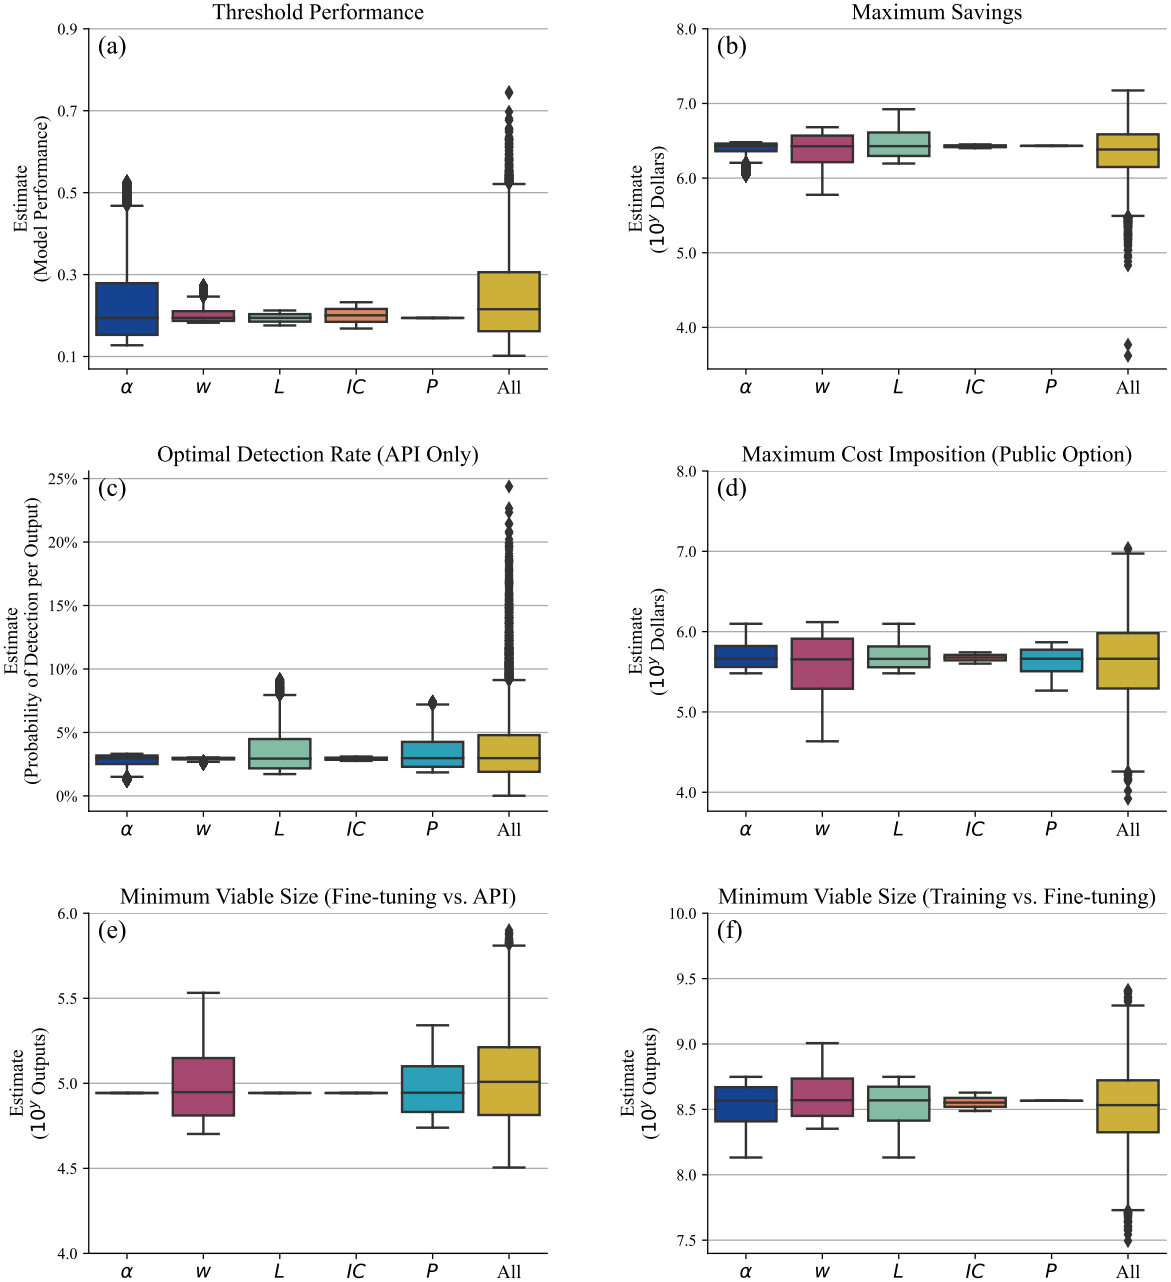 Threshold Performance
(a)
Estimate
(Model Performance)
0.9
0.7
0.5
0.3
0.1
α w L IC P All
Maximum Savings
(b)
Estimate
(10^y Dollars)
8.0
7.0
6.0
5.0
4.0
α w L IC P All
Optimal Detection Rate (API Only)
(c)
Estimate
(Probability of Detection per Output)
25%
20%
15%
10%
5%
0%
α w L IC P All
Maximum Cost Imposition (Public Option)
(d)
Estimate
(10^y Dollars)
8.0
7.0
6.0
5.0
4.0
α w L IC P All
Minimum Viable Size (Fine-tuning vs. API)
(e)
Estimate
(10^y Outputs)
6.0
5.5
5.0
4.5
4.0
α w L IC P All
Minimum Viable Size (Training vs. Fine-tuning)
(f)
Estimate
(10^y Outputs)
10.0
9.5
9.0
8.5
8.0
7.5
α w L IC P All